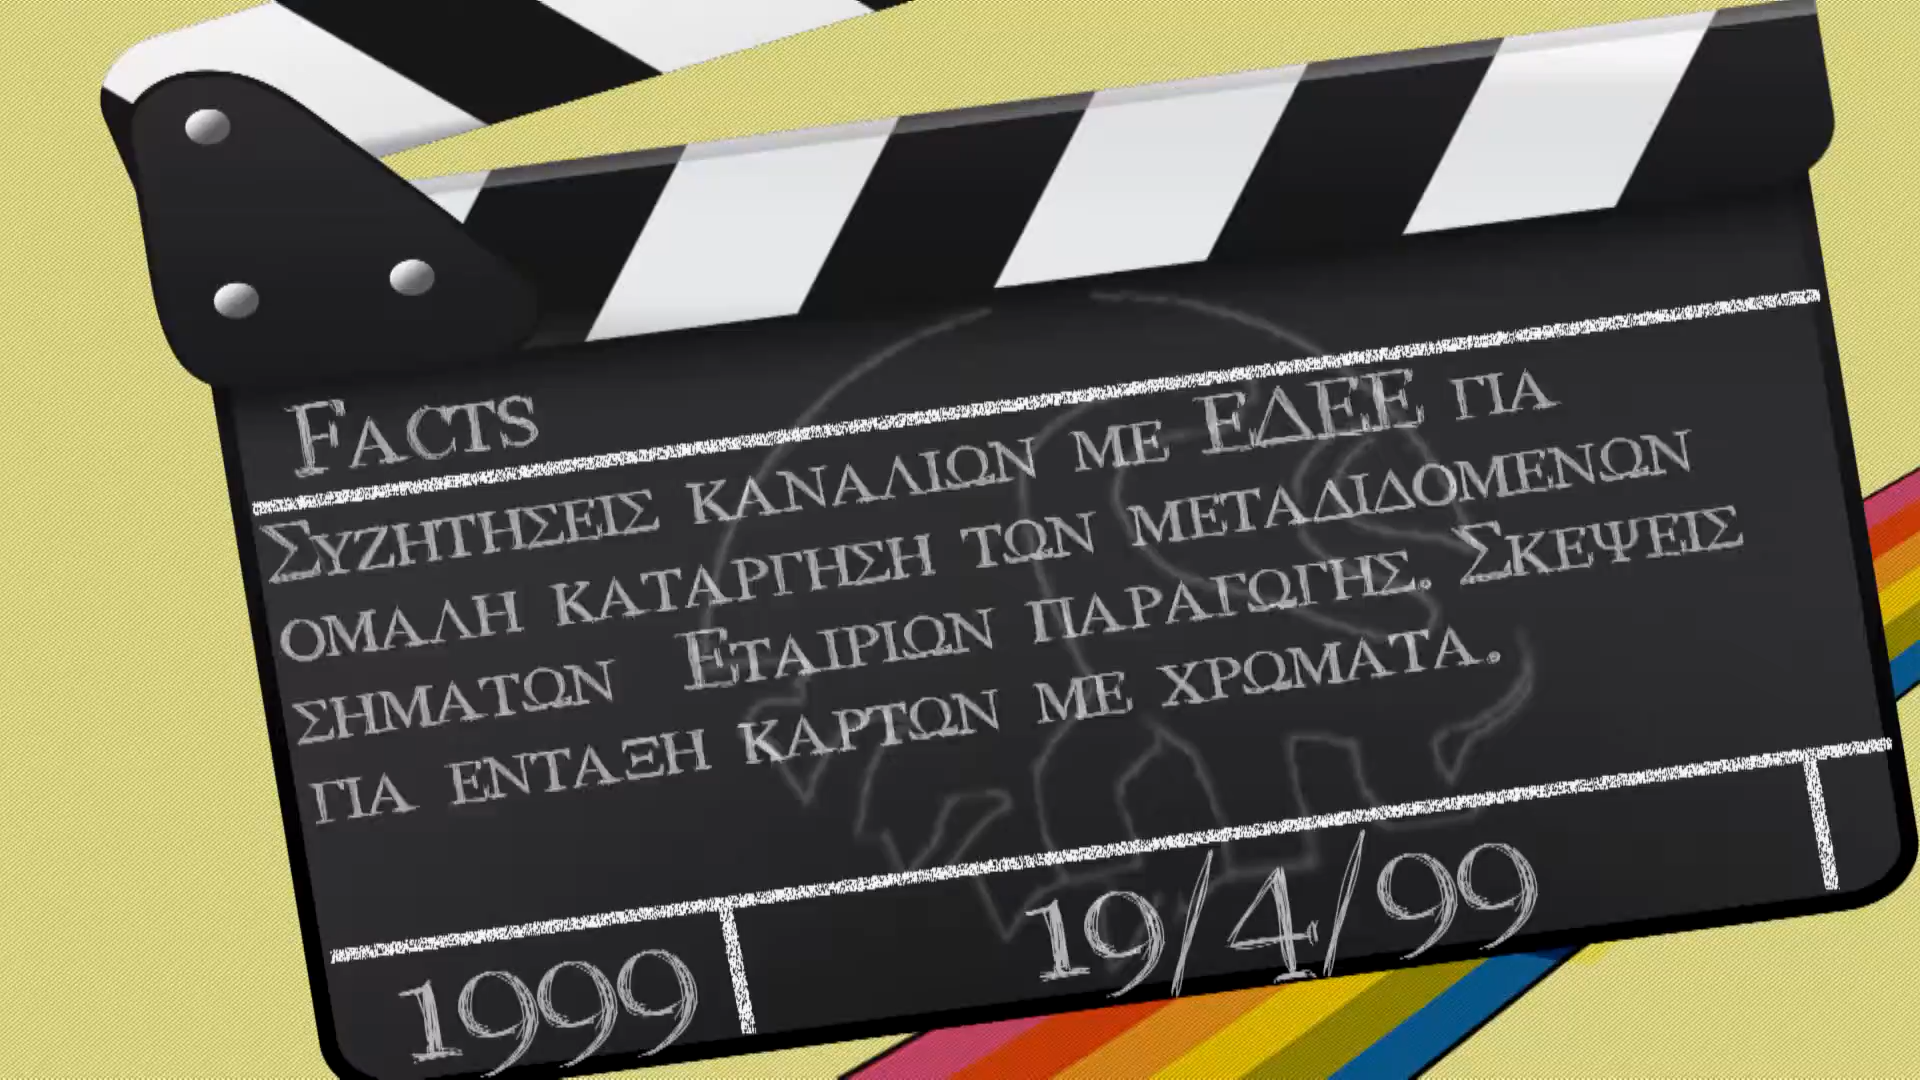 Facts
Συζητησεις καναλιων με ΕΔΕΕ για
ομαλη καταργηση των μεταδιδομενων
σηματων Εταιριων παραγωγης. Σκεψεις
για ενταξη καρτων με χρωματα.
1999
19/4/99